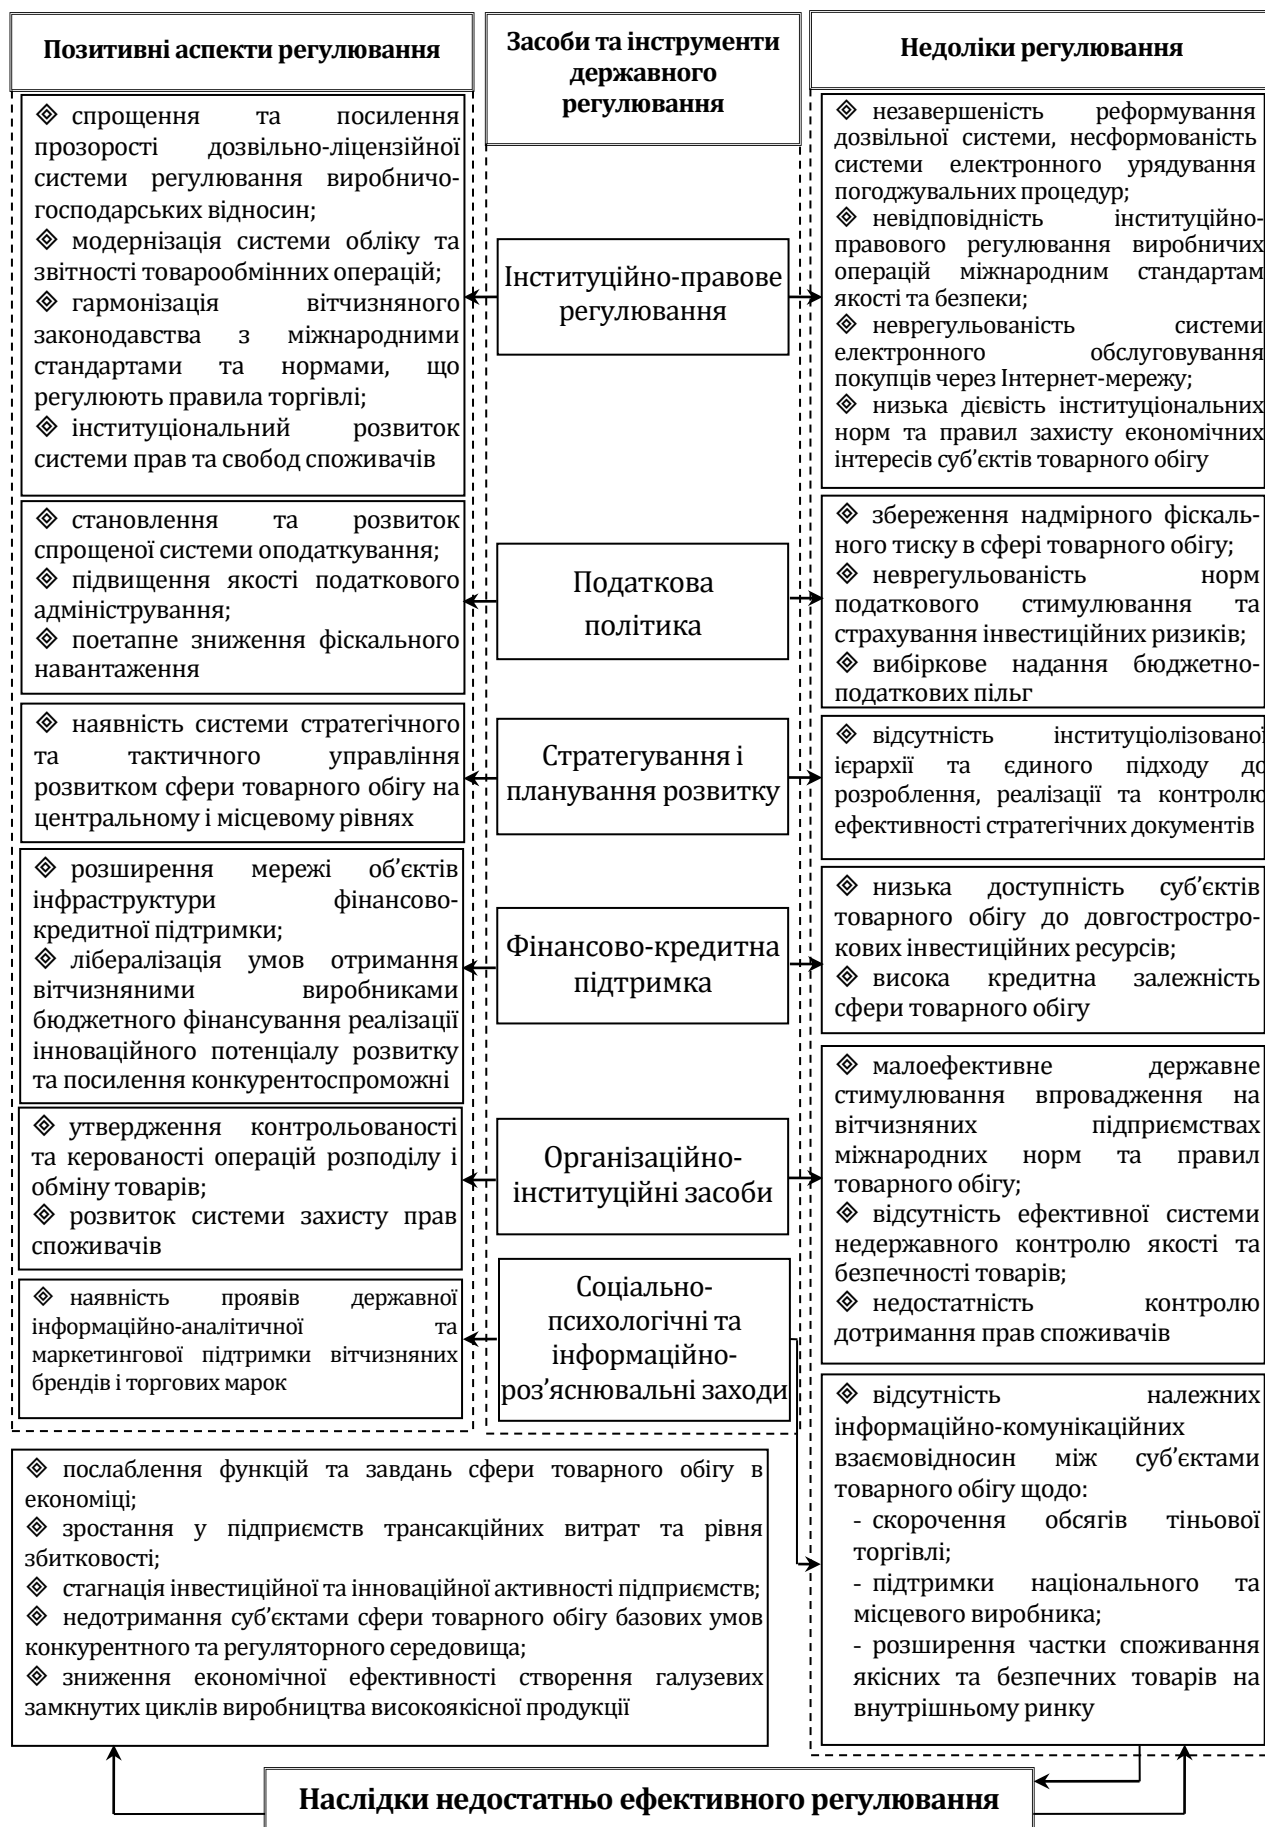 Позитивні аспекти регулювання
Засоби та інструменти
державного
регулювання
Недоліки регулювання
спрощення та посилення
прозорості дозвільно-ліцензійної
системи регулювання виробничо-
господарських відносин;
модернізація системи обліку та
звітності товарообмінних операцій;
гармонізація вітчизняного
законодавства з міжнародними
стандартами та нормами, що
регулюють правила торгівлі;
інституціональний розвиток
системи прав та свобод споживачів
Інституційно-правове
регулювання
незавершеність реформування
дозвільної системи, несформованість
системи електронного урядування
погоджувальних процедур;
невідповідність інституційно-
правового регулювання виробничих
операцій міжнародним стандартам
якості та безпеки;
неврегульованість системи
електронного обслуговування
покупців через Інтернет-мережу;
низька дієвість інституціональних
норм та правил захисту економічних
інтересів суб’єктів товарного обігу
становлення та розвиток
спрощеної системи оподаткування;
підвищення якості податкового
адміністрування;
поетапне зниження фіскального
навантаження
Податкова
політика
збереження надмірного фіскаль-
ного тиску в сфері товарного обігу;
неврегульованість норм
податкового стимулювання та
страхування інвестиційних ризиків;
вибіркове надання бюджетно-
податкових пільг
наявність системи стратегічного
та тактичного управління
розвитком сфери товарного обігу на
центральному і місцевому рівнях
Стратегування і
планування розвитку
відсутність інституціолізованої
ієрархії та єдиного підходу до
розроблення, реалізації та контролю
ефективності стратегічних документів
розширення мережі об’єктів
інфраструктури фінансово-
кредитної підтримки;
лібералізація умов отримання
вітчизняними виробниками
бюджетного фінансування реалізації
інноваційного потенціалу розвитку
та посилення конкурентоспроможні
Фінансово-кредитна
підтримка
низька доступність суб’єктів
товарного обігу до довгостростро-
кових інвестиційних ресурсів;
висока кредитна залежність
сфери товарного обігу
утвердження контрольованості
та керованості операцій розподілу і
обміну товарів;
розвиток системи захисту прав
споживачів
Організаційно-
інституційні засоби
малоефективне державне
стимулювання впровадження на
вітчизняних підприємствах
міжнародних норм та правил
товарного обігу;
відсутність ефективної системи
недержавного контролю якості та
безпечності товарів;
недостатність контролю
дотримання прав споживачів
наявність проявів державної
інформаційно-аналітичної та
маркетингової підтримки вітчизняних
брендів і торгових марок
Соціально-
психологічні та
інформаційно-
роз’яснювальні заходи
відсутність належних
інформаційно-комунікаційних
взаємовідносин між суб’єктами
товарного обігу щодо:
- скорочення обсягів тіньової
торгівлі;
- підтримки національного та
місцевого виробника;
- розширення частки споживання
якісних та безпечних товарів на
внутрішньому ринку
послаблення функцій та завдань сфери товарного обігу в
економіці;
зростання у підприємств трансакційних витрат та рівня
збитковості;
стагнація інвестиційної та інноваційної активності підприємств;
недотримання суб’єктами сфери товарного обігу базових умов
конкурентного та регуляторного середовища;
зниження економічної ефективності створення галузевих
замкнутих циклів виробництва високоякісної продукції
Наслідки недостатньо ефективного регулювання